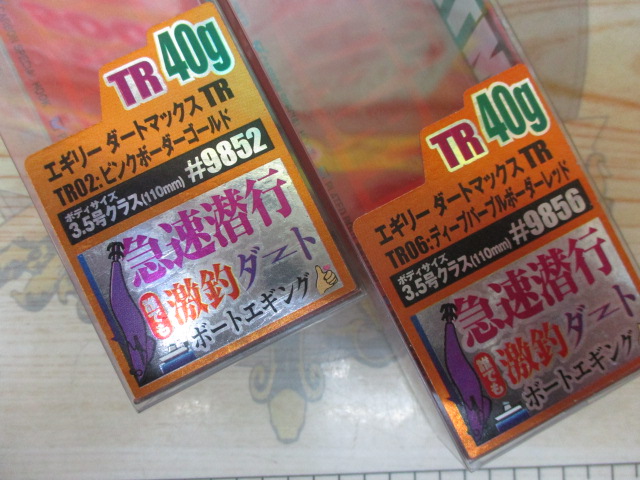 TR 40g
エギリー ダートマックス TR
TR02:ピンクボーダーゴールド
ボディサイズ
3.5号クラス(110mm) #9852
急速潜行
誰でも激釣ダート
ボートエギング
TR 40g
エギリー ダートマックス TR
TR06:ディープパープルボーダーレッド
ボディサイズ
3.5号クラス(110mm) #9856
急速潜行
誰でも激釣ダート
ボートエギング